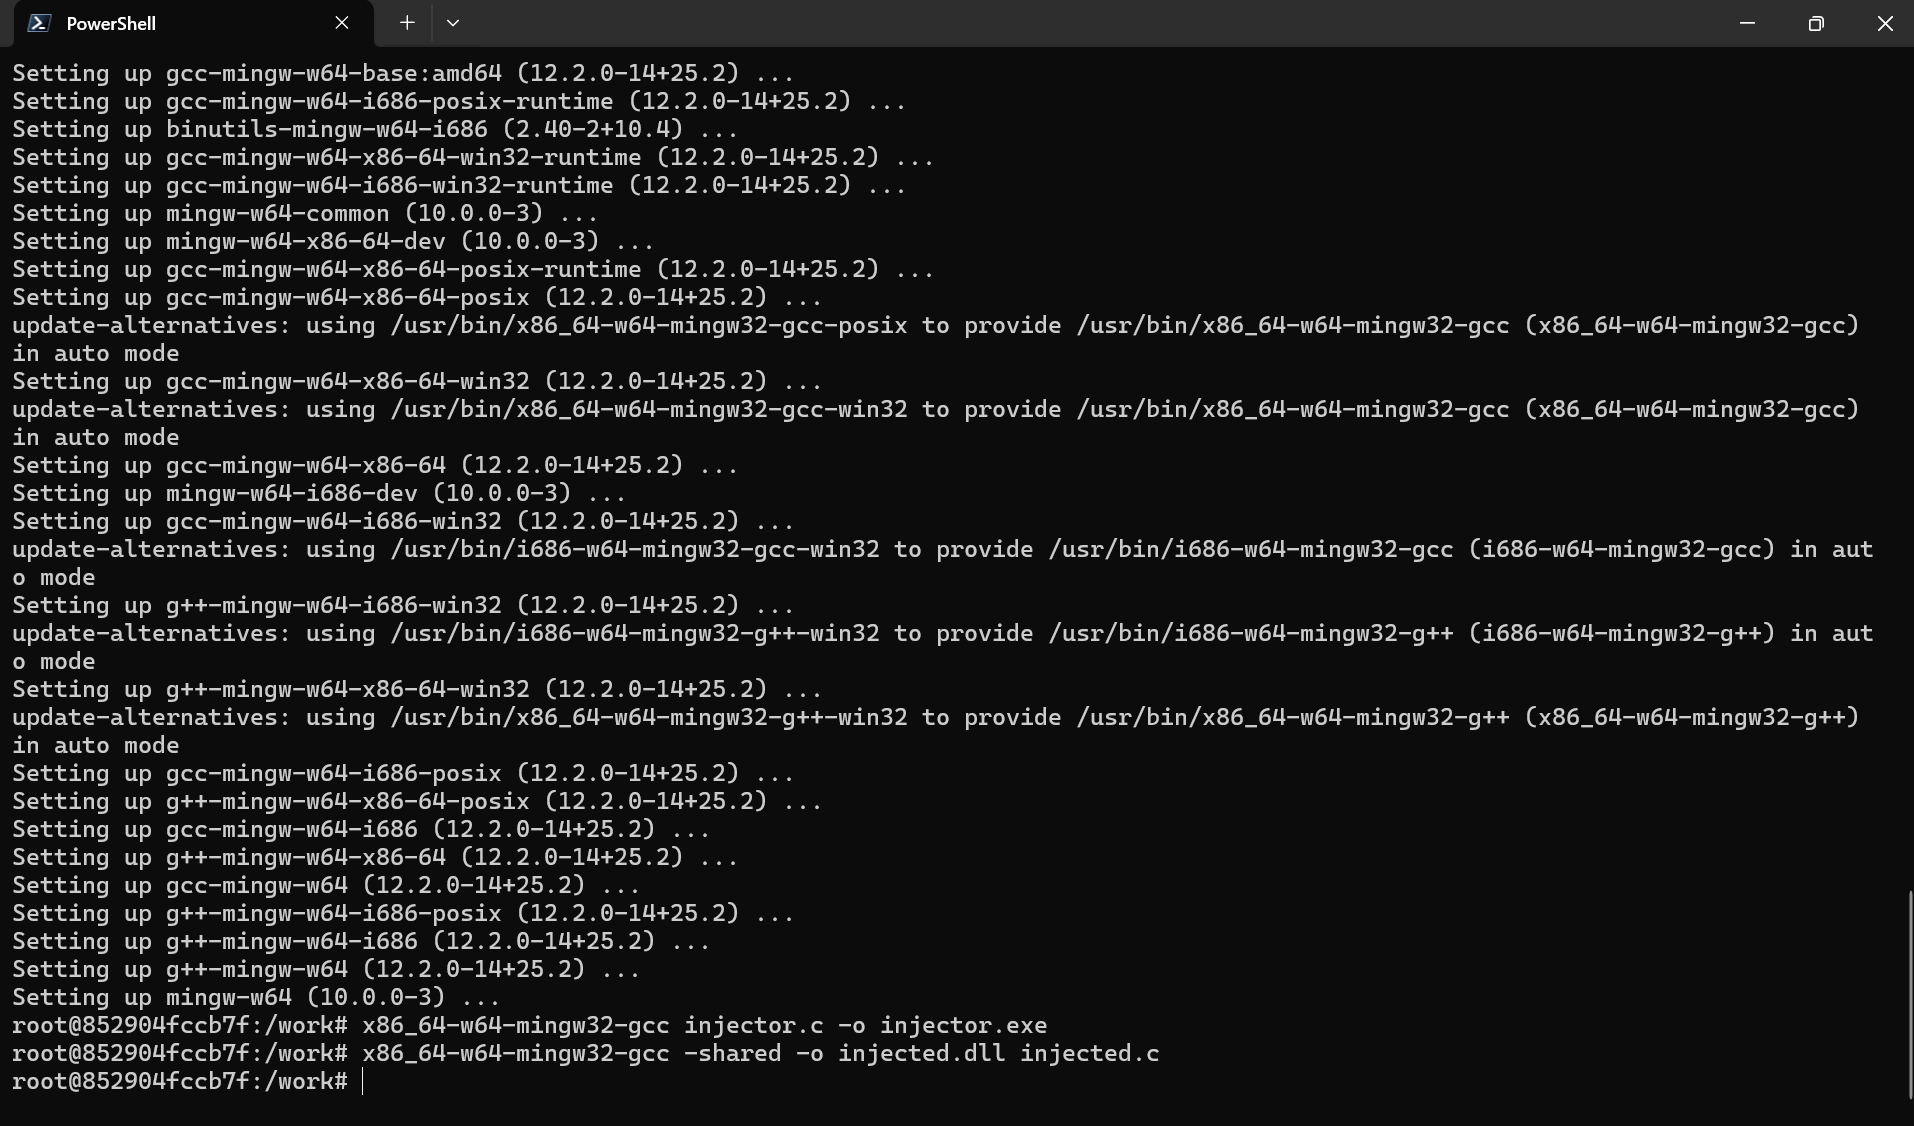 PowerShell
Setting up gcc-mingw-w64-base:amd64 (12.2.0-14+25.2) ...
Setting up gcc-mingw-w64-i686-posix-runtime (12.2.0-14+25.2) ...
Setting up binutils-mingw-w64-i686 (2.40-2+10.4) ...
Setting up gcc-mingw-w64-x86-64-win32-runtime (12.2.0-14+25.2) ...
Setting up gcc-mingw-w64-i686-win32-runtime (12.2.0-14+25.2) ...
Setting up mingw-w64-common (10.0.0-3) ...
Setting up mingw-w64-x86-64-dev (10.0.0-3) ...
Setting up gcc-mingw-w64-x86-64-posix-runtime (12.2.0-14+25.2) ...
Setting up gcc-mingw-w64-x86-64-posix (12.2.0-14+25.2) ...
update-alternatives: using /usr/bin/x86_64-w64-mingw32-gcc-posix to provide /usr/bin/x86_64-w64-mingw32-gcc (x86_64-w64-mingw32-gcc)
in auto mode
Setting up gcc-mingw-w64-x86-64-win32 (12.2.0-14+25.2) ...
update-alternatives: using /usr/bin/x86_64-w64-mingw32-gcc-win32 to provide /usr/bin/x86_64-w64-mingw32-gcc (x86_64-w64-mingw32-gcc)
in auto mode
Setting up gcc-mingw-w64-x86-64 (12.2.0-14+25.2) ...
Setting up mingw-w64-i686-dev (10.0.0-3) ...
Setting up gcc-mingw-w64-i686-win32 (12.2.0-14+25.2) ...
update-alternatives: using /usr/bin/i686-w64-mingw32-gcc-win32 to provide /usr/bin/i686-w64-mingw32-gcc (i686-w64-mingw32-gcc) in aut
o mode
Setting up g++-mingw-w64-i686-win32 (12.2.0-14+25.2) ...
update-alternatives: using /usr/bin/i686-w64-mingw32-g++-win32 to provide /usr/bin/i686-w64-mingw32-g++ (i686-w64-mingw32-g++) in aut
o mode
Setting up g++-mingw-w64-x86-64-win32 (12.2.0-14+25.2) ...
update-alternatives: using /usr/bin/x86_64-w64-mingw32-g++-win32 to provide /usr/bin/x86_64-w64-mingw32-g++ (x86_64-w64-mingw32-g++)
in auto mode
Setting up gcc-mingw-w64-i686-posix (12.2.0-14+25.2) ...
Setting up g++-mingw-w64-x86-64-posix (12.2.0-14+25.2) ...
Setting up gcc-mingw-w64-i686 (12.2.0-14+25.2) ...
Setting up g++-mingw-w64-x86-64 (12.2.0-14+25.2) ...
Setting up gcc-mingw-w64 (12.2.0-14+25.2) ...
Setting up g++-mingw-w64-i686-posix (12.2.0-14+25.2) ...
Setting up g++-mingw-w64-i686 (12.2.0-14+25.2) ...
Setting up g++-mingw-w64 (12.2.0-14+25.2) ...
Setting up mingw-w64 (10.0.0-3) ...
root@852904fccb7f:/work# x86_64-w64-mingw32-gcc injector.c -o injector.exe
root@852904fccb7f:/work# x86_64-w64-mingw32-gcc -shared -o injected.dll injected.c
root@852904fccb7f:/work#